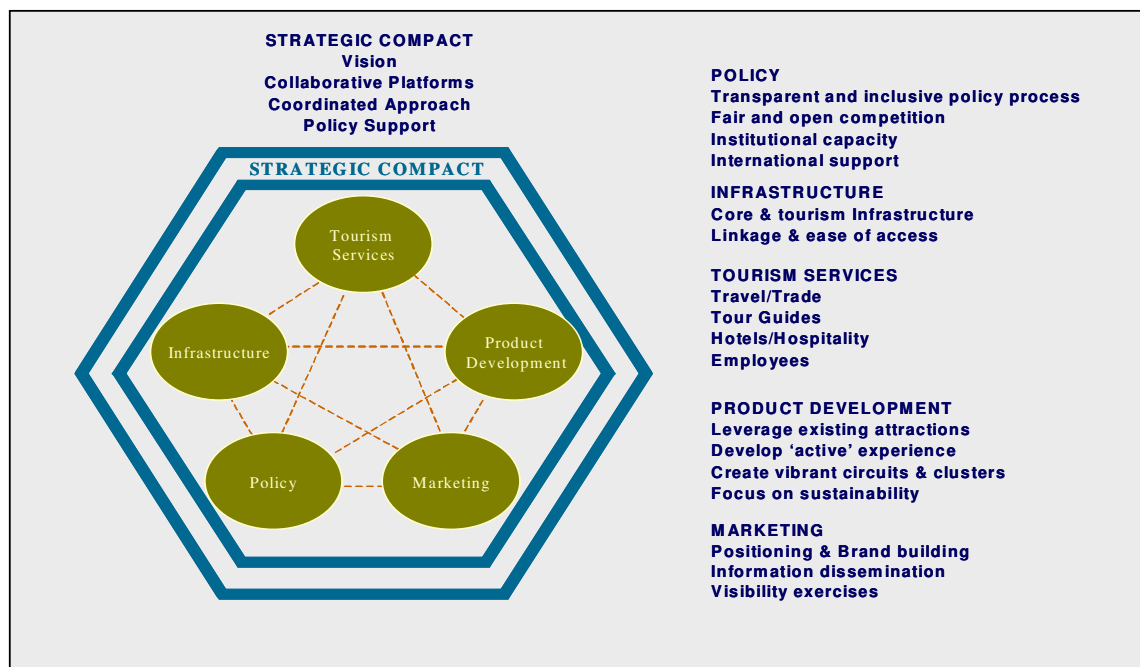 STRATEGIC COMPACT
Vision
Collaborative Platforms
Coordinated Approach
Policy Support
STRATEGIC COMPACT
Tourism
Services
Infrastructure
Product
Development
Policy
Marketing
POLICY
Transparent and inclusive policy process
Fair and open competition
Institutional capacity
International support
INFRASTRUCTURE
Core & tourism Infrastructure
Linkage & ease of access
TOURISM SERVICES
Travel/Trade
Tour Guides
Hotels/Hospitality
Employees
PRODUCT DEVELOPMENT
Leverage existing attractions
Develop ‘active’ experience
Create vibrant circuits & clusters
Focus on sustainability
MARKETING
Positioning & Brand building
Information dissemination
Visibility exercises